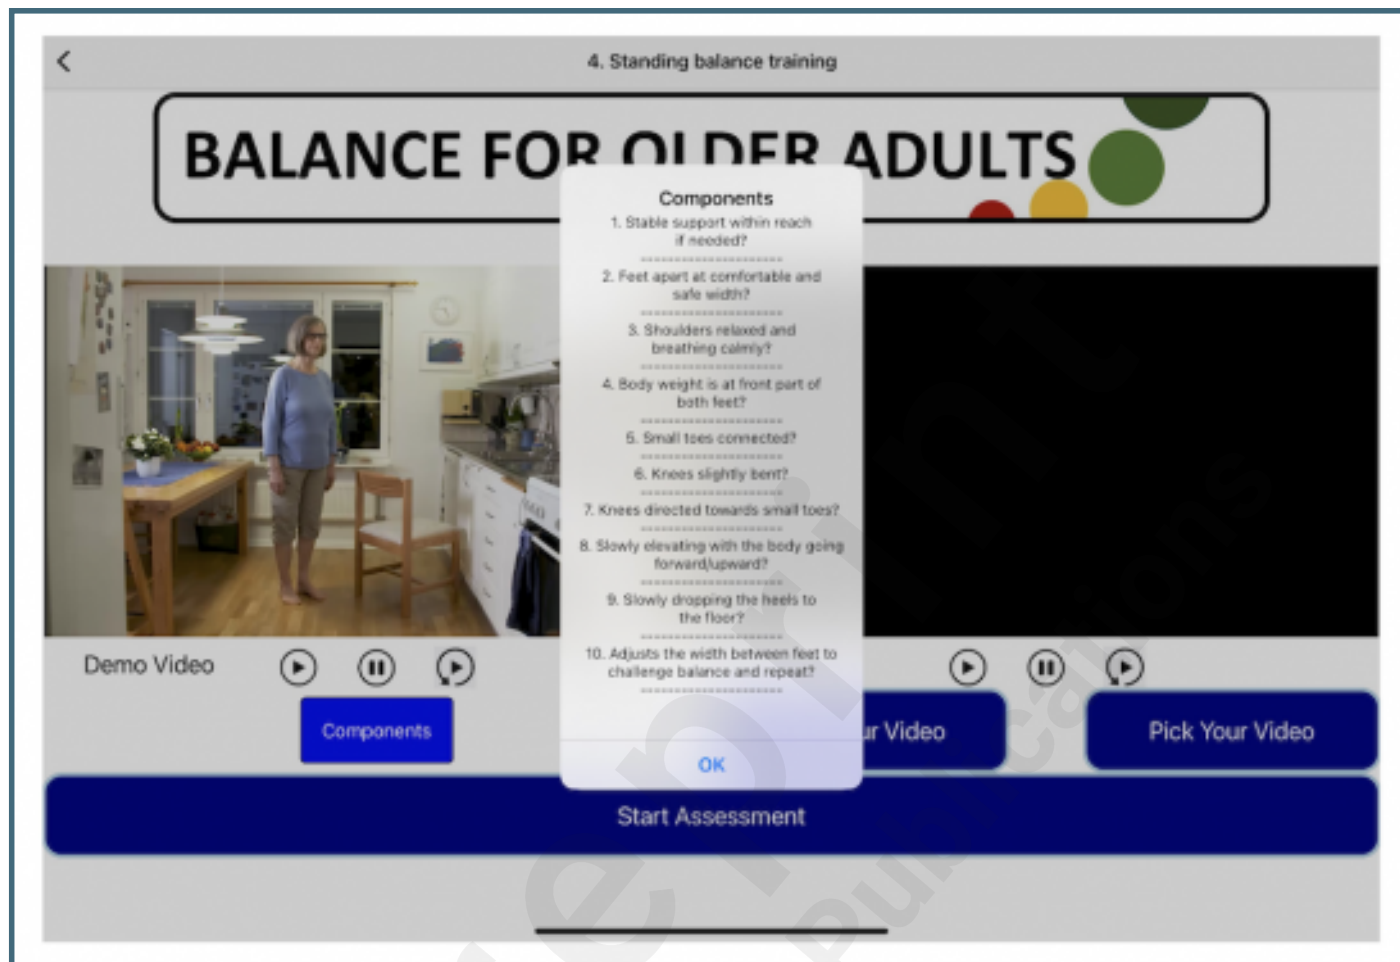 4. Standing balance training
BALANCE FOR OLDER ADULTS
Components
1. Stable support within reach
if needed?
--------------------
2. Feet apart at comfortable and
safe width?
--------------------
3. Shoulders relaxed and
breathing calmly?
--------------------
4. Body weight is at front part of
both feet?
--------------------
5. Small toes connected?
--------------------
6. Knees slightly bent?
--------------------
7. Knees directed towards small toes?
--------------------
8. Slowly elevating with the body going
forward/upward?
--------------------
9. Slowly dropping the heels to
the floor?
--------------------
10. Adjusts the width between feet to
challenge balance and repeat?
--------------------
OK
Demo Video
Components
ur Video
Pick Your Video
Start Assessment
Publications